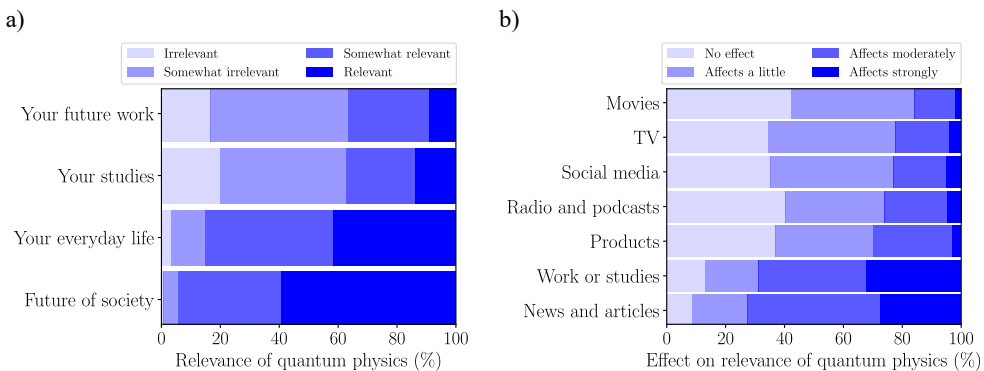 a)
Irrelevant
Somewhat irrelevant
Somewhat relevant
Relevant
Your future work
Your studies
Your everyday life
Future of society
0 20 40 60 80 100
Relevance of quantum physics (%)
b)
No effect
Affects a little
Affects moderately
Affects strongly
Movies
TV
Social media
Radio and podcasts
Products
Work or studies
News and articles
0 20 40 60 80 100
Effect on relevance of quantum physics (%)